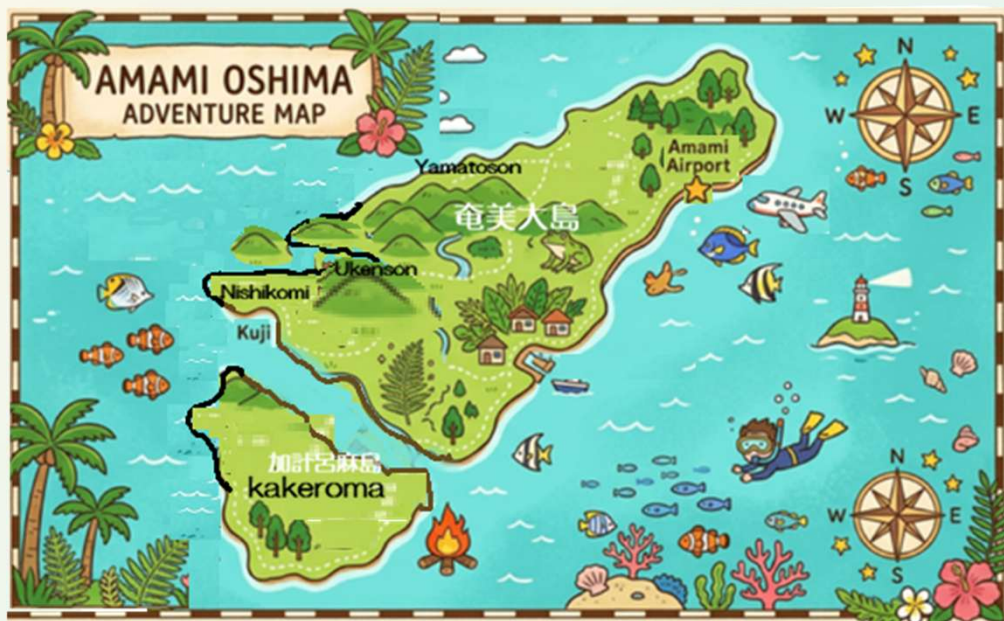 AMAMI OSHIMA
ADVENTURE MAP
N
W
E
S
Yamatoson
Amami
Airport
奄美大島
Ukenson
Nishikomi
Kuji
加計呂麻島
kakeroma
N
W
E
S